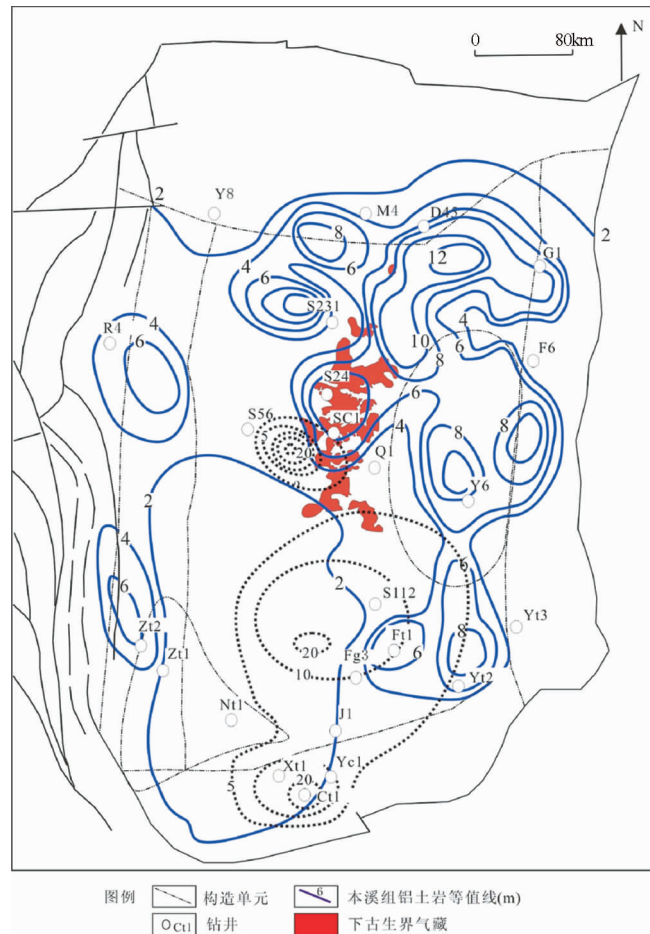 0 80km N
2 Y8 M4 D45 2
8 12 G1
4 6 6
S231 4
R4 4 10 6
6 8 F6
S24 6
S56 SC1 4 8 8
5 20 Q1
2 Y6
4 2 6
6 S112
Zt2 20 Ft1 8 Yt3
Zt1 10 Fg3 6 Yt2
Nt1 J1
5 Xt1 20 Yc1
Ct1
图例 构造单元 6 本溪组铝土岩等值线(m)
Ct1 钻井 下古生界气藏